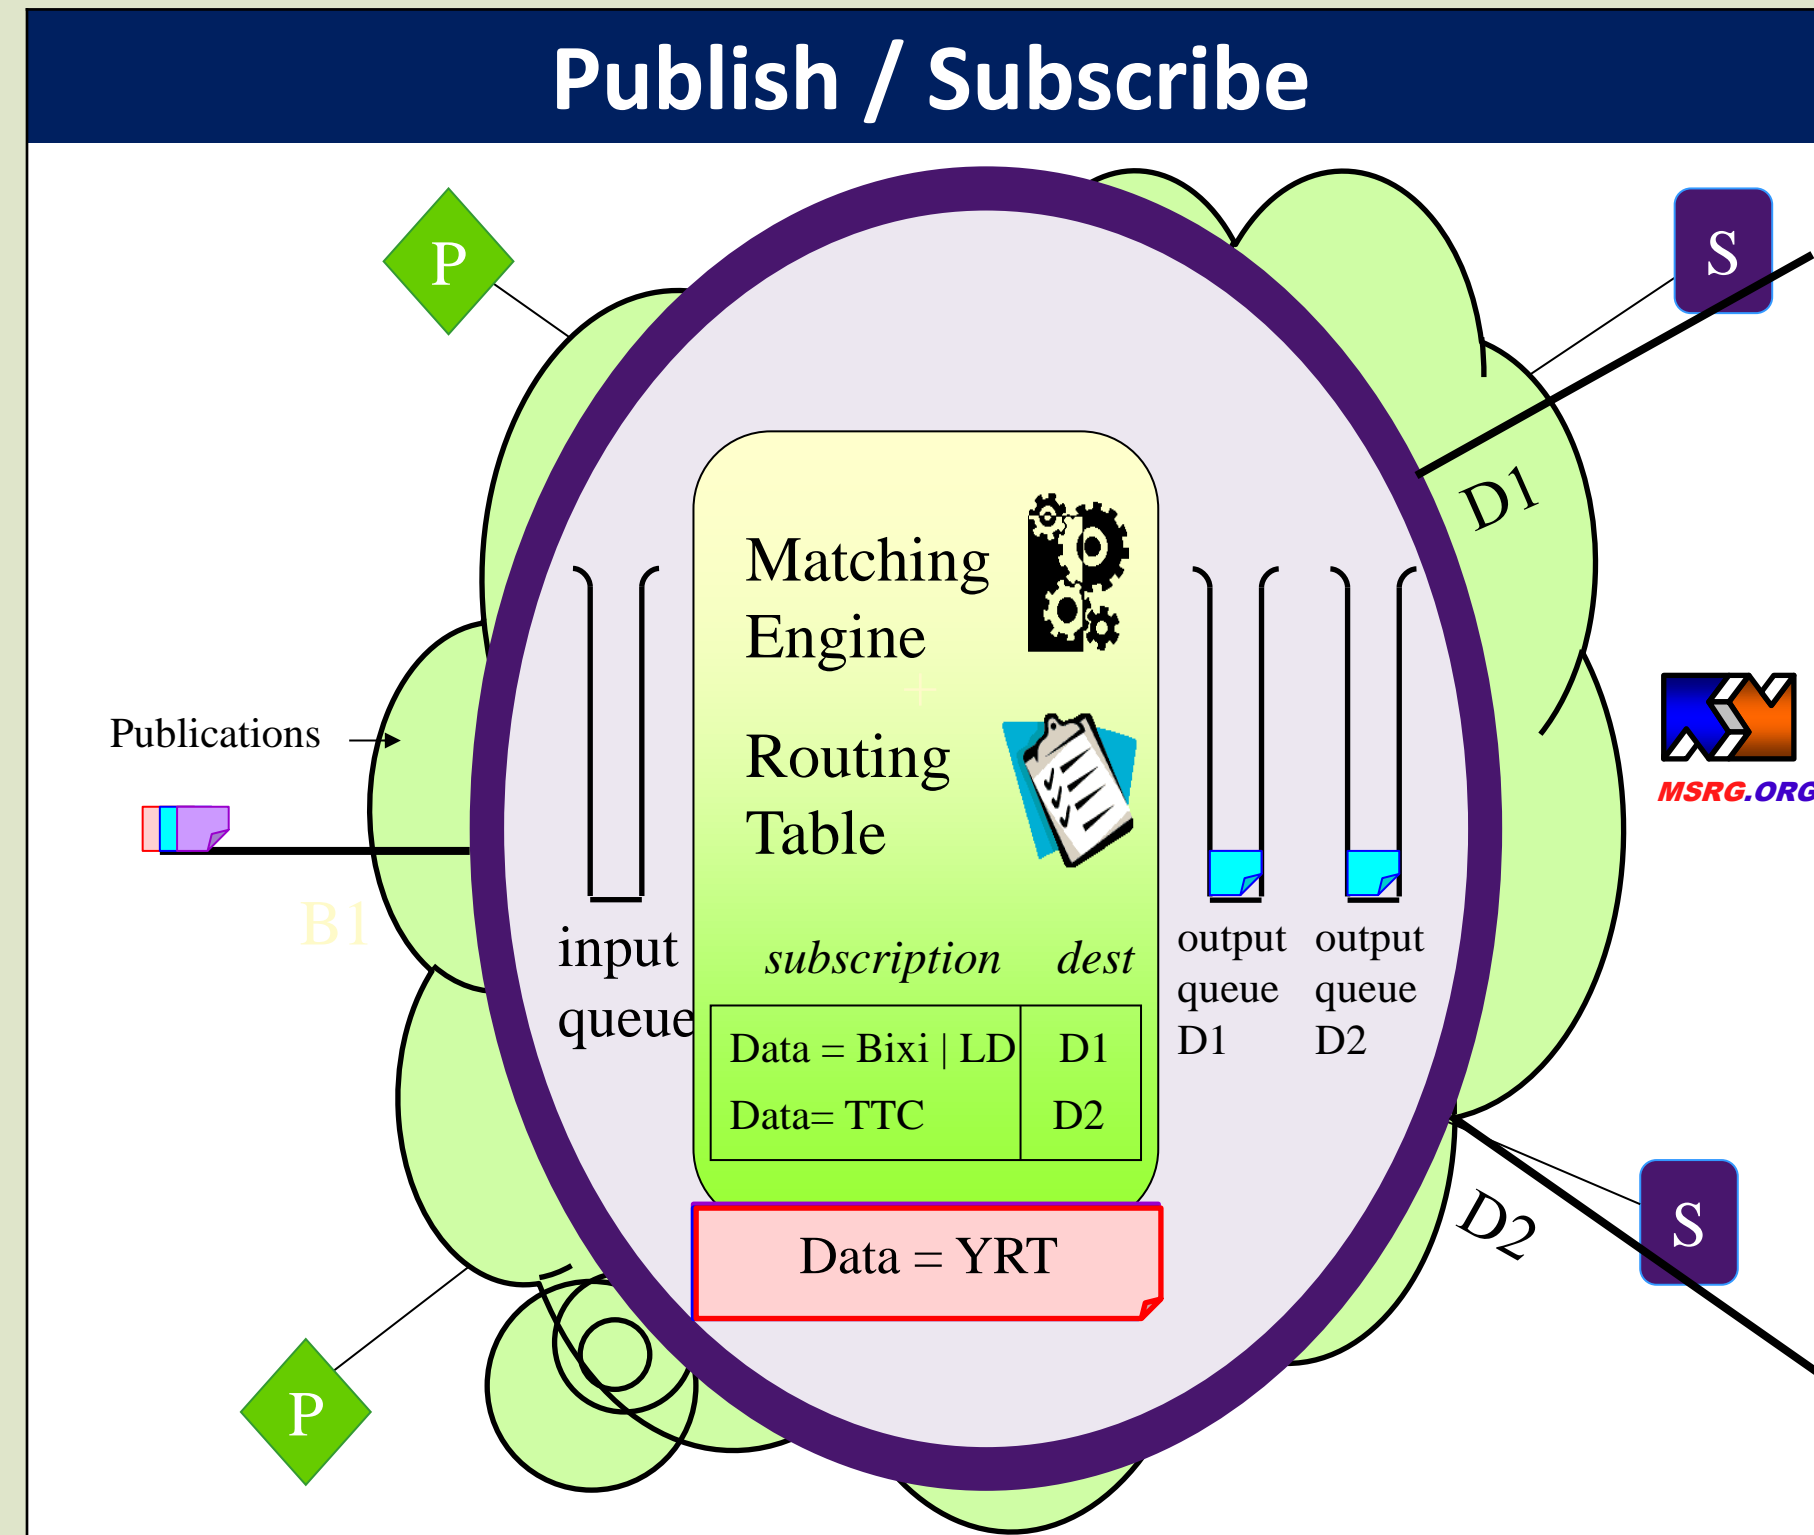 Publish / Subscribe
P
S
Matching
Engine
+
D1
Publications
Routing
Table
MSRG.ORG
B1
input
queue
subscription dest
output
queue
D1
output
queue
D2
Data = Bixi | LD D1
Data= TTC D2
D2
S
Data = YRT
P